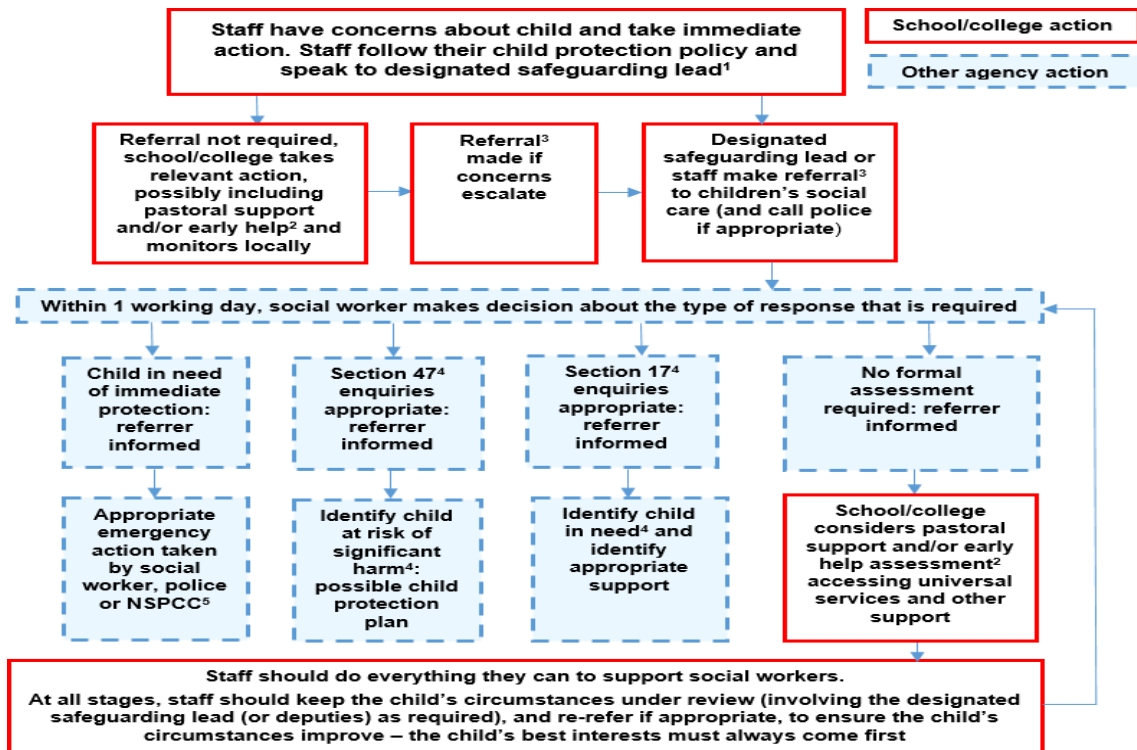 Staff have concerns about child and take immediate
action. Staff follow their child protection policy and
speak to designated safeguarding lead¹
School/college action
Other agency action
Referral not required,
school/college takes
relevant action,
possibly including
pastoral support
and/or early help² and
monitors locally
Referral³
made if
concerns
escalate
Designated
safeguarding lead or
staff make referral³
to children’s social
care (and call police
if appropriate)
Within 1 working day, social worker makes decision about the type of response that is required
Child in need
of immediate
protection:
referrer
informed
Section 47⁴
enquiries
appropriate:
referrer
informed
Section 17⁴
enquiries
appropriate:
referrer
informed
No formal
assessment
required: referrer
informed
Appropriate
emergency
action taken
by social
worker, police
or NSPCC⁵
Identify child
at risk of
significant
harm⁴:
possible child
protection
plan
Identify child
in need⁴ and
identify
appropriate
support
School/college
considers pastoral
support and/or early
help assessment²
accessing universal
services and other
support
Staff should do everything they can to support social workers.
At all stages, staff should keep the child’s circumstances under review (involving the designated
safeguarding lead (or deputies) as required), and re-refer if appropriate, to ensure the child’s
circumstances improve – the child’s best interests must always come first